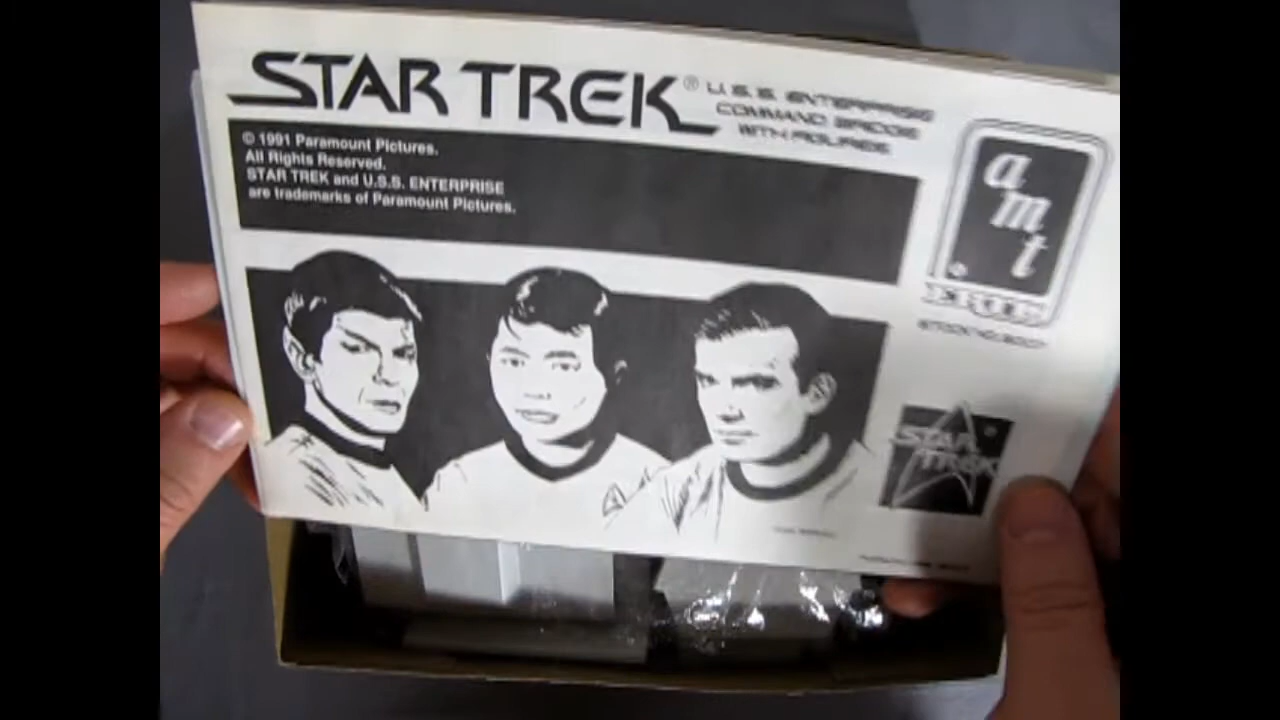 STAR TREK®
U.S.S. ENTERPRISE
COMMAND BRIDGE
WITH FIGURES
© 1991 Paramount Pictures.
All Rights Reserved.
STAR TREK and U.S.S. ENTERPRISE
are trademarks of Paramount Pictures.
amt
ERTL
STAR
TREK